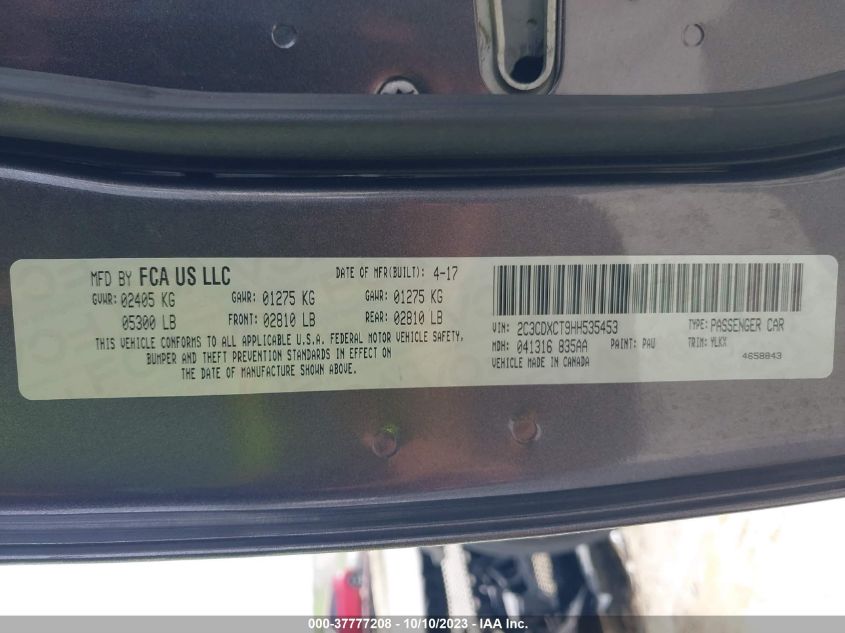 MFD BY FCA US LLC DATE OF MFR(BUILT): 4-17
GVWR: 02405 KG GAWR: 01275 KG GAWR: 01275 KG
05300 LB FRONT: 02810 LB REAR: 02810 LB
THIS VEHICLE CONFORMS TO ALL APPLICABLE U.S.A. FEDERAL MOTOR VEHICLE SAFETY,
BUMPER AND THEFT PREVENTION STANDARDS IN EFFECT ON
THE DATE OF MANUFACTURE SHOWN ABOVE.
VIN: 2C3CDXCT9HH535453 TYPE: PASSENGER CAR
MDH: 041316 835AA PAINT: PAU TRIM: YLKX
VEHICLE MADE IN CANADA 4658843
000-37777208 - 10/10/2023 - IAA Inc.